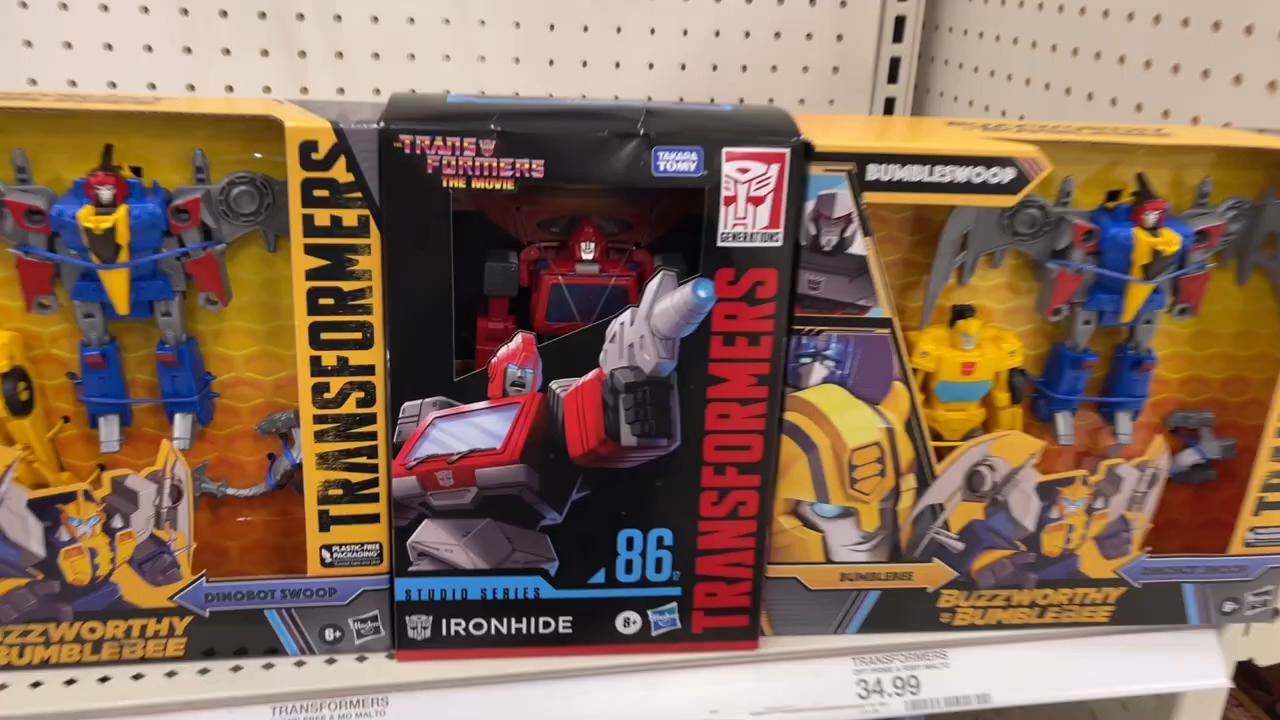 TRANSFORMERS
PLASTIC-FREE
PACKAGING
DINOBOT SWOOP
6+
Hasbro
BUZZWORTHY
BUMBLEBEE
TRANSFORMERS
THE MOVIE
TAKARA
TOMY
GENERATIONS
TRANSFORMERS
86
STUDIO SERIES
IRONHIDE
8+
Hasbro
BUMBLESWOOP
BUMBLEBEE
BUZZWORTHY
BUMBLEBEE
TRANSFORMERS
TRANSFORMERS
34.99